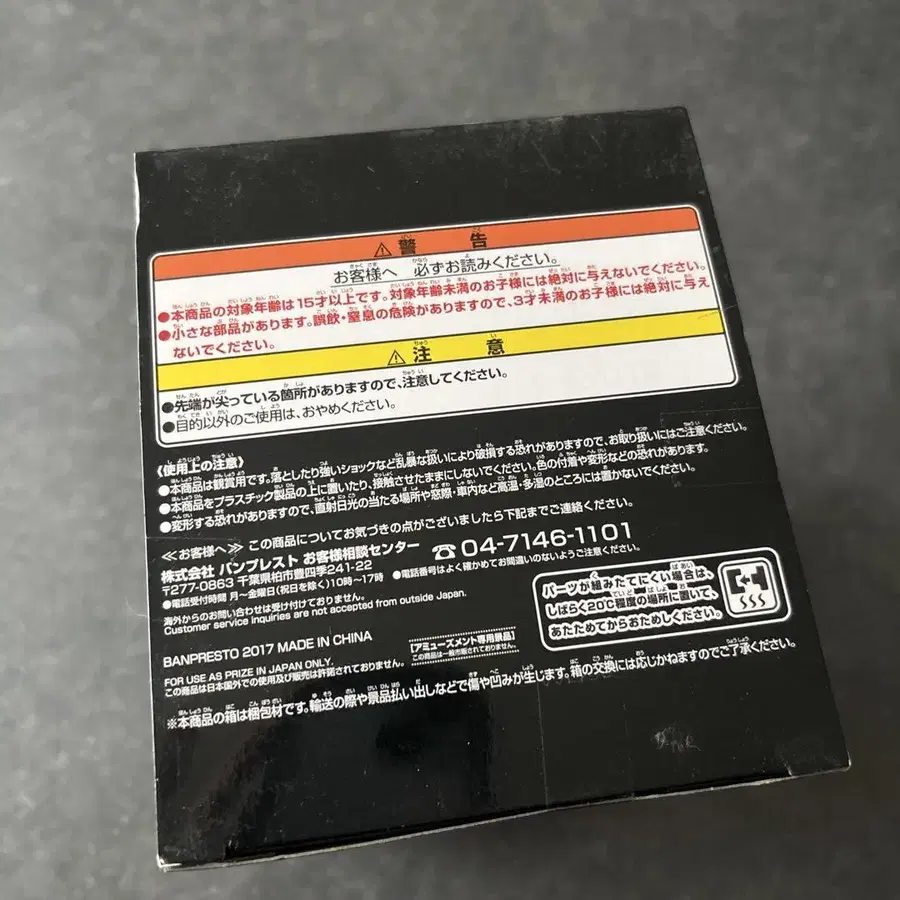 ⚠警告
お客様へ 必ずお読みください。
●本商品の対象年齢は15才以上です。対象年齢未満のお子様には絶対に与えないでください。
●小さな部品があります。誤飲・窒息の危険がありますので、3才未満のお子様には絶対に与え
ないでください。
⚠注意
●先端が尖っている箇所がありますので、注意してください。
●目的以外のご使用は、おやめください。
《使用上の注意》
●本商品は観賞用です。落としたり強いショックなど乱暴な扱いにより破損する恐れがありますので、お取り扱いにはご注意ください。
●本商品をプラスチック製品の上に置いたり、接触させたままにしないでください。色の付着や変形などの恐れがあります。
●変形する恐れがありますので、直射日光の当たる場所や窓際・車内など高温・多湿のところには置かないでください。
≪お客様へ≫ この商品についてお気づきの点がございましたら下記までご連絡ください。
株式会社 バンプレスト お客様相談センター ☎04-7146-1101
〒277-0863 千葉県柏市豊四季241-22
●電話受付時間 月〜金曜日(祝日を除く)10時〜17時 ●電話番号はよく確かめてお間違いのないようご注意ください。
海外からのお問い合わせは受け付けておりません。
Customer service inquiries are not accepted from outside Japan.
パーツが組みたてにくい場合は、
しばらく20℃程度の場所に置いて、
あたためてからおためしください。
BANPRESTO 2017 MADE IN CHINA
FOR USE AS PRIZE IN JAPAN ONLY.
この商品は日本国外での使用及び販売は許諾されておりません。
【アミューズメント専用景品】
この商品は一般市販されておりません。
※本商品の箱は梱包材です。輸送の際や景品払い出しなどで傷や凹みが生じます。箱の交換には応じかねますのでご了承ください。